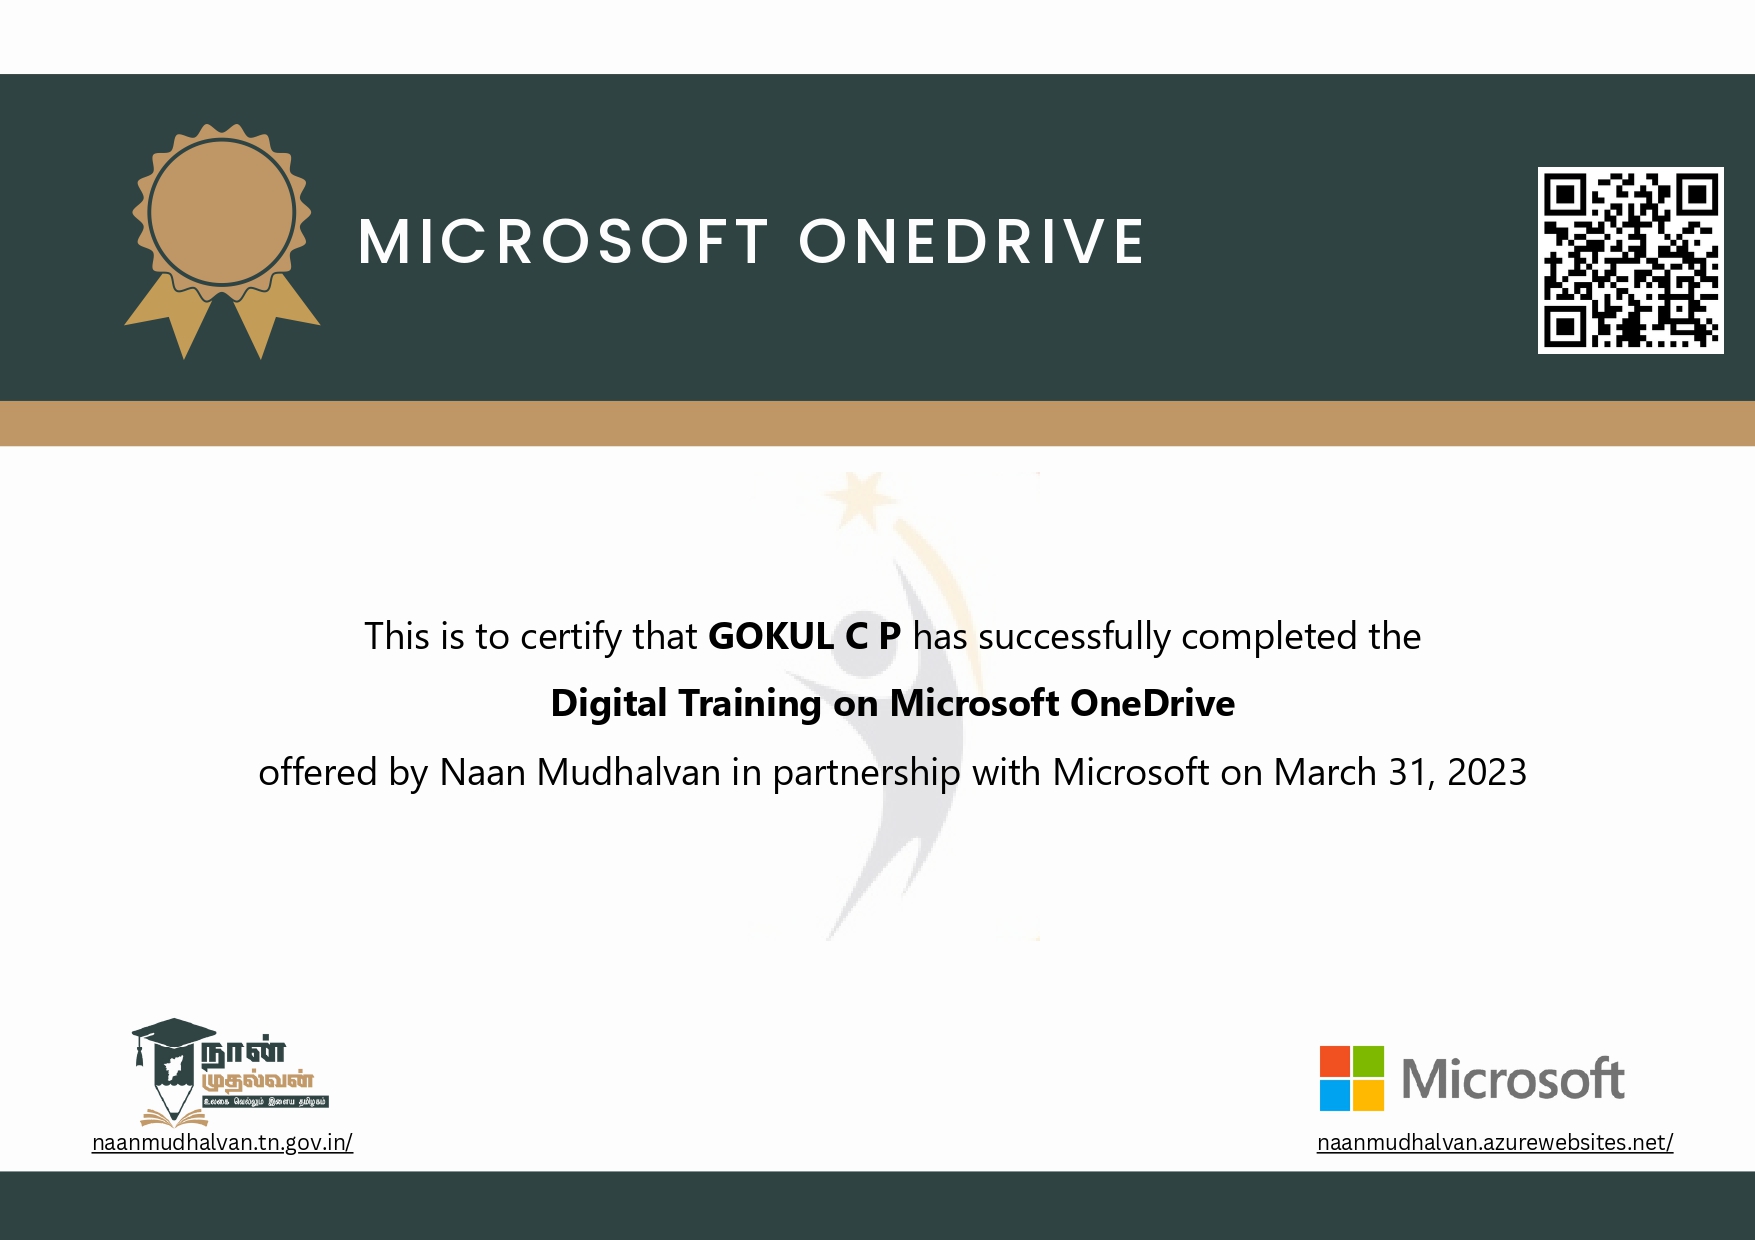 MICROSOFT ONEDRIVE
This is to certify that GOKUL C P has successfully completed the
Digital Training on Microsoft OneDrive
offered by Naan Mudhalvan in partnership with Microsoft on March 31, 2023
நான்
முதல்வன்
உலகை வெல்லும் இளைய தமிழகம்
naanmudhalvan.tn.gov.in/
Microsoft
naanmudhalvan.azurewebsites.net/